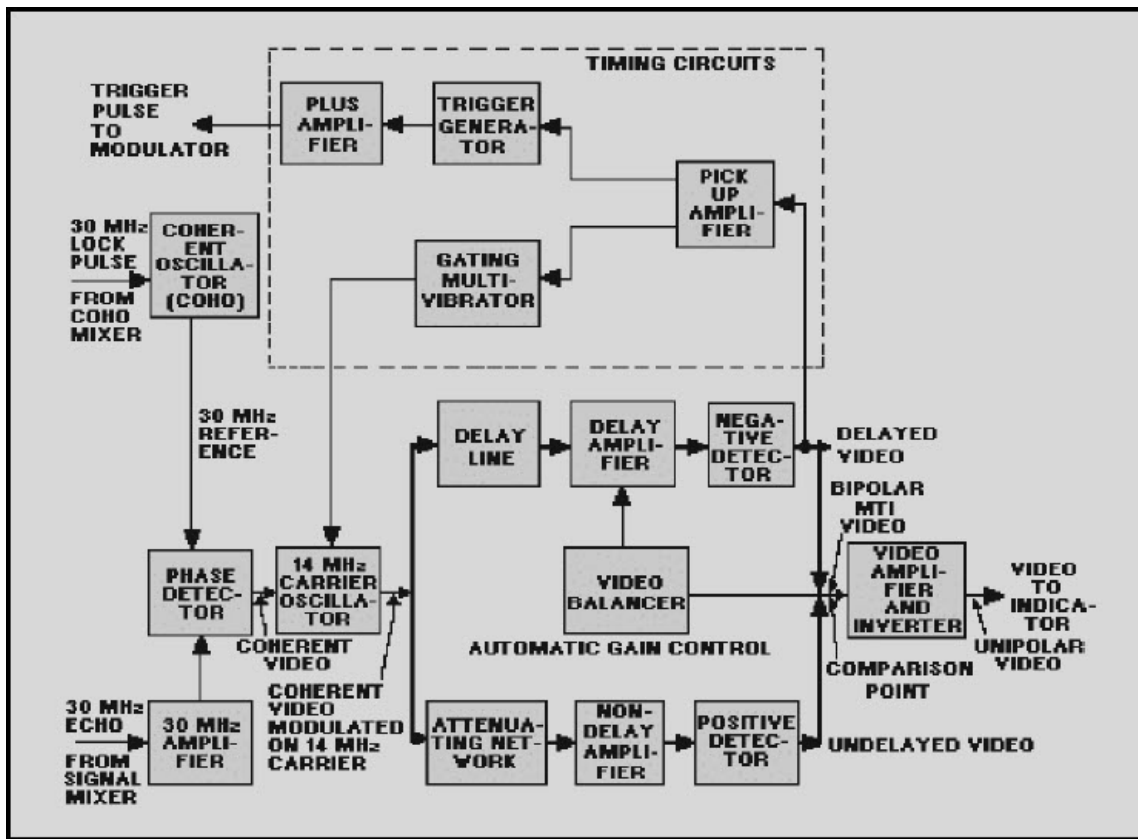 TIMING CIRCUITS
TRIGGER
PULSE
TO
MODULATOR
PLUS
AMPLI-
FIER
TRIGGER
GENERA-
TOR
PICK
UP
AMPLI-
FIER
30 MHz
LOCK
PULSE
FROM
COHO
MIXER
COHER-
ENT
OSCILLA-
TOR
(COHO)
GATING
MULTI-
VIBRATOR
30 MHz
REFER-
ENCE
DELAY
LINE
DELAY
AMPLI-
FIER
NEGA-
TIVE
DETEC-
TOR
DELAYED
VIDEO
BIPOLAR
MTI
VIDEO
PHASE
DETEC-
TOR
14 MHz
CARRIER
OSCILLA-
TOR
VIDEO
BALANCER
VIDEO
AMPLI-
FIER
AND
INVERTER
VIDEO
TO
INDICA-
TOR
COHERENT
VIDEO
AUTOMATIC GAIN CONTROL
UNIPOLAR
VIDEO
COMPARISON
POINT
30 MHz
ECHO
FROM
SIGNAL
MIXER
30 MHz
AMPLI-
FIER
COHERENT
VIDEO
MODULATED
ON 14 MHz
CARRIER
ATTENUA-
TING NET-
WORK
NON-
DELAY
AMPLI-
FIER
POSITIVE
DETEC-
TOR
UNDELAYED VIDEO